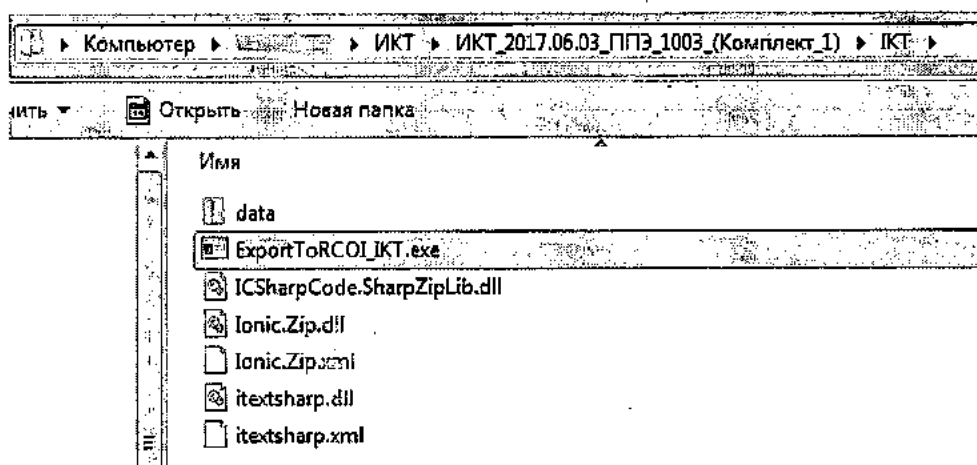 Компьютер ИКТ ИКТ_2017.06.03_ППЭ_1003_(Комплект_1) IKT
ить Открыть Новая папка
Имя
data
ExportToRCOI_IKT.exe
ICSharpCode.SharpZipLib.dll
Ionic.Zip.dll
Ionic.Zip.xml
itextsharp.dll
itextsharp.xml